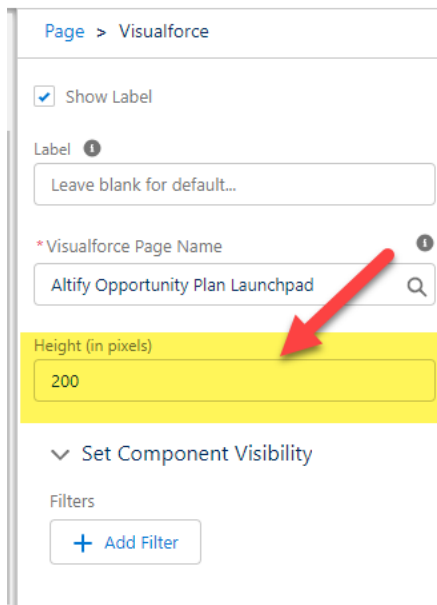 Page > Visualforce
Show Label
Label
Leave blank for default...
* Visualforce Page Name
Altify Opportunity Plan Launchpad
Height (in pixels)
200
Set Component Visibility
Filters
+ Add Filter